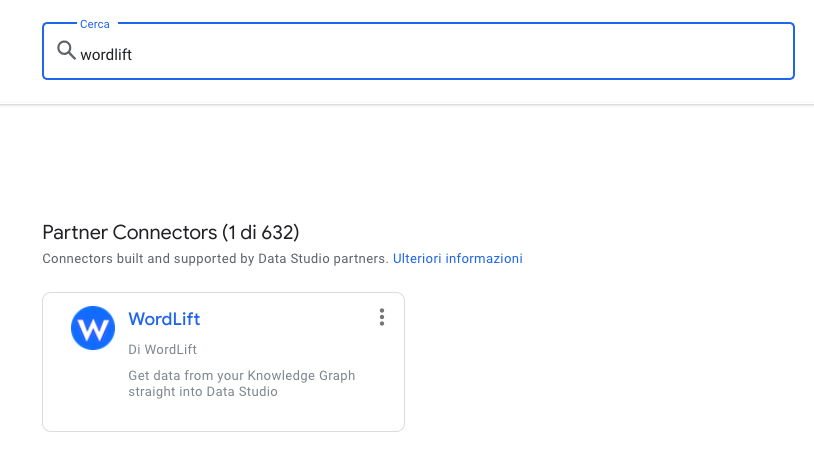 Cerca
wordlift
Partner Connectors (1 di 632)
Connectors built and supported by Data Studio partners. Ulteriori informazioni
W
WordLift
Di WordLift
Get data from your Knowledge Graph
straight into Data Studio